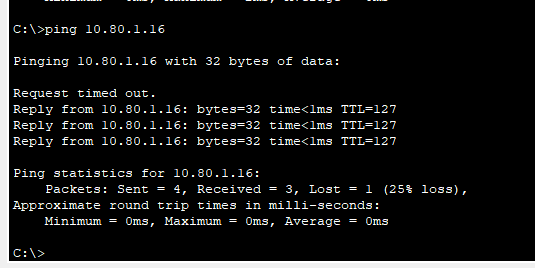 C:\>ping 10.80.1.16
Pinging 10.80.1.16 with 32 bytes of data:
Request timed out.
Reply from 10.80.1.16: bytes=32 time<1ms TTL=127
Reply from 10.80.1.16: bytes=32 time<1ms TTL=127
Reply from 10.80.1.16: bytes=32 time<1ms TTL=127
Ping statistics for 10.80.1.16:
Packets: Sent = 4, Received = 3, Lost = 1 (25% loss),
Approximate round trip times in milli-seconds:
Minimum = 0ms, Maximum = 0ms, Average = 0ms
C:\>